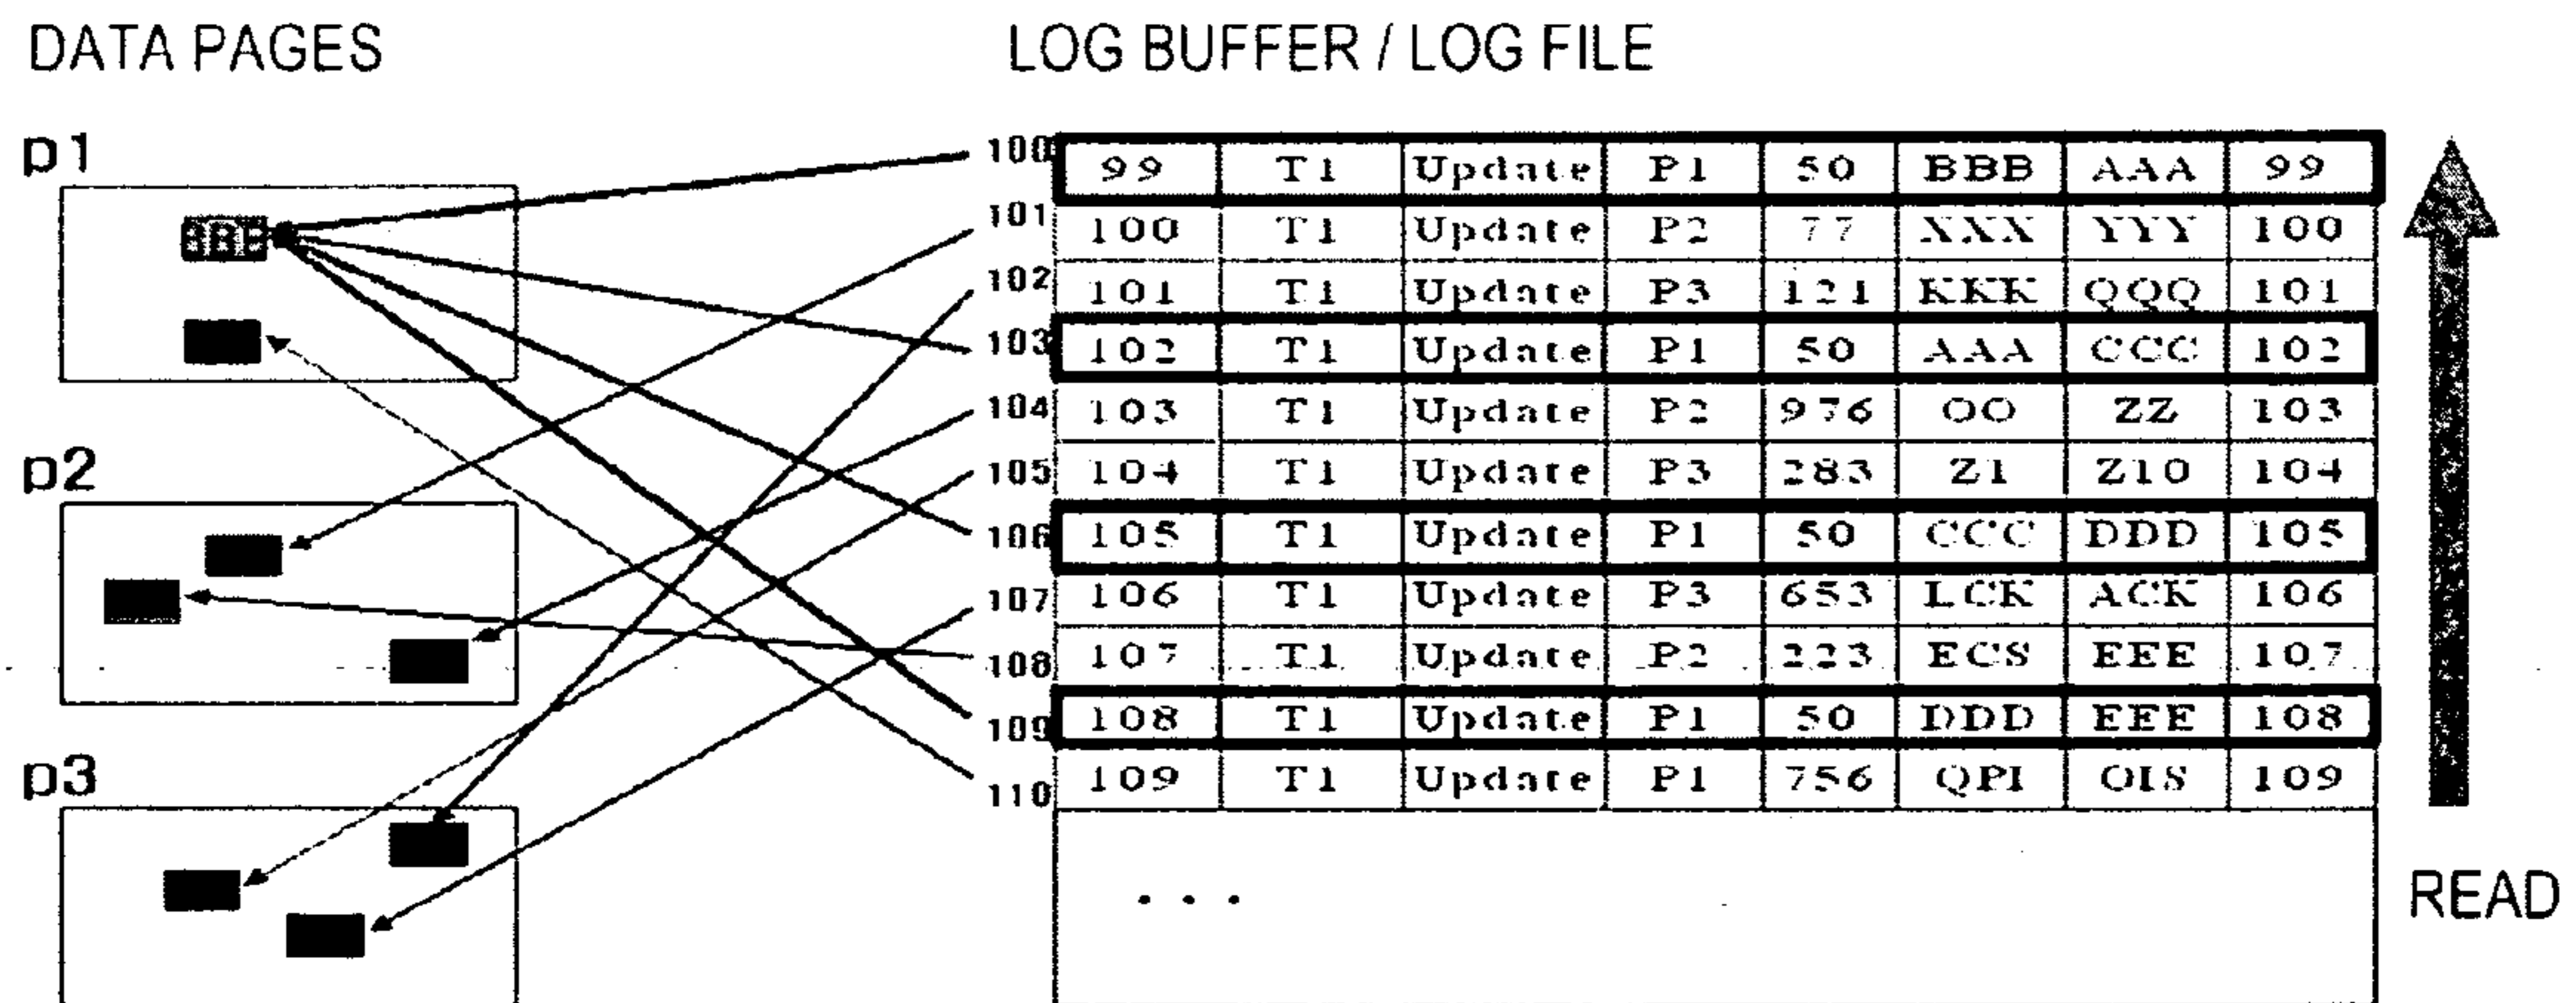 DATA PAGES LOG BUFFER / LOG FILE
p1
BBB
p2
p3
100 99 T1 Update P1 50 BBB AAA 99
101 100 T1 Update P2 77 XXX YYY 100
102 101 T1 Update P3 121 KKK QQQ 101
103 102 T1 Update P1 50 AAA CCC 102
104 103 T1 Update P2 976 OO ZZ 103
105 104 T1 Update P3 283 Z1 Z10 104
106 105 T1 Update P1 50 CCC DDD 105
107 106 T1 Update P3 653 LCK ACK 106
108 107 T1 Update P2 223 ECS EEE 107
109 108 T1 Update P1 50 DDD EEE 108
110 109 T1 Update P1 756 QPI OIS 109
...
READ